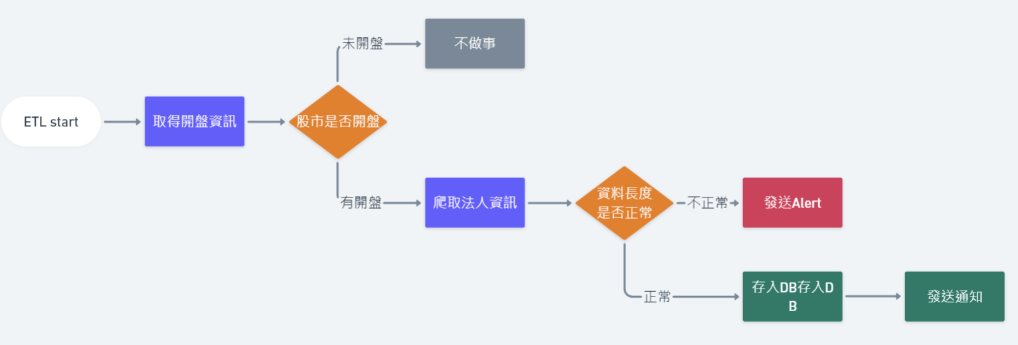 未開盤
不做事
ETL start
取得開盤資訊
股市是否開盤
有開盤
爬取法人資訊
資料長度
是否正常
不正常
發送Alert
正常
存入DB存入D
B
發送通知